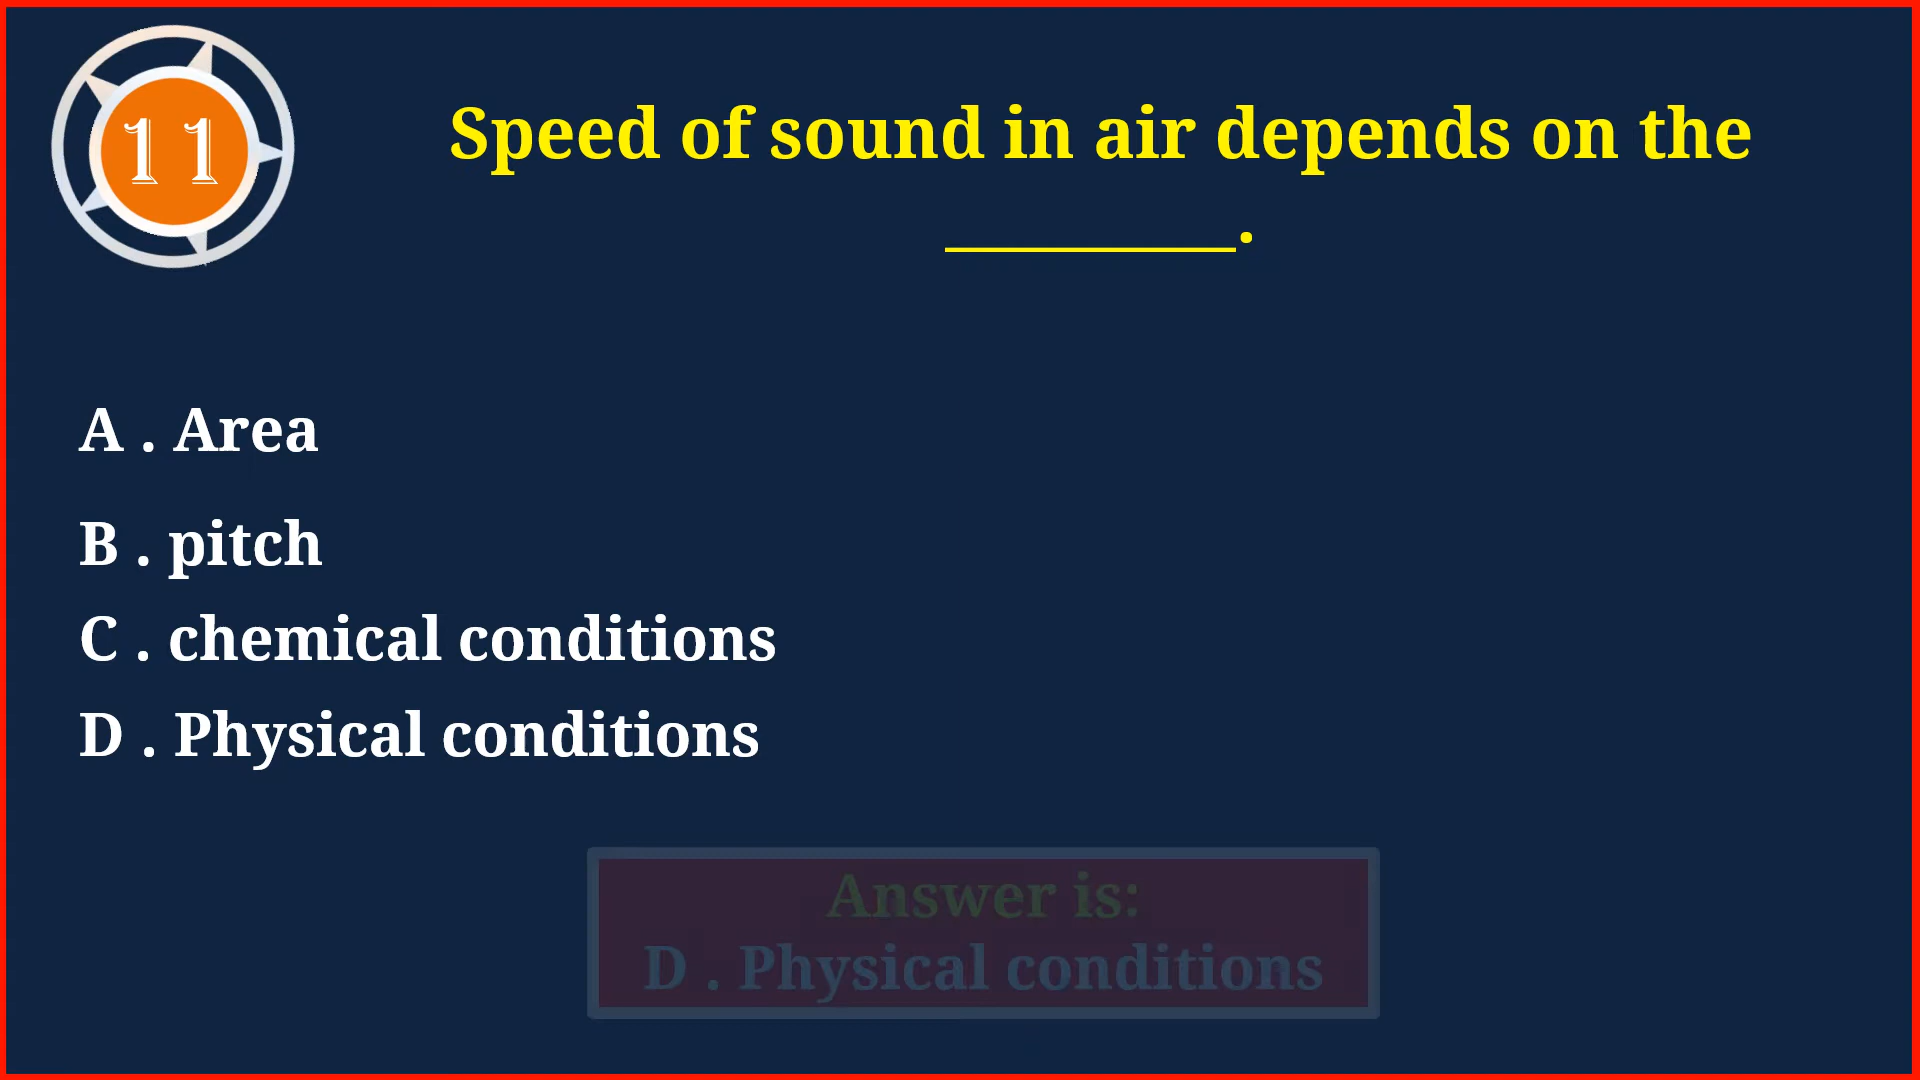 11
Speed of sound in air depends on the
__________.
A . Area
B . pitch
C . chemical conditions
D . Physical conditions
Answer is:
D . Physical conditions